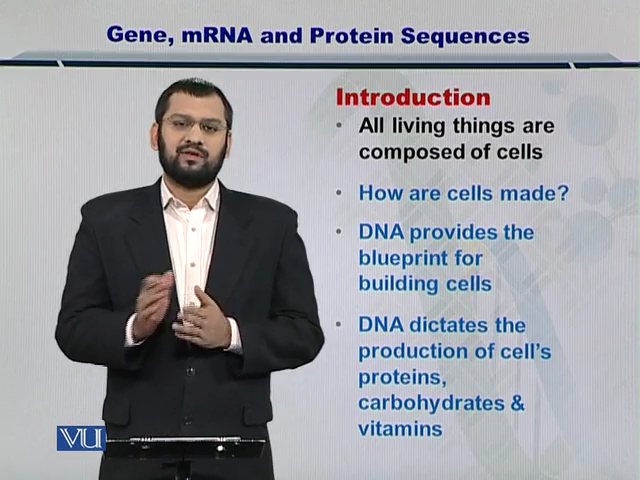 Gene, mRNA and Protein Sequences
Introduction
• All living things are
composed of cells
• How are cells made?
• DNA provides the
blueprint for
building cells
• DNA dictates the
production of cell's
proteins,
carbohydrates &
vitamins
VU